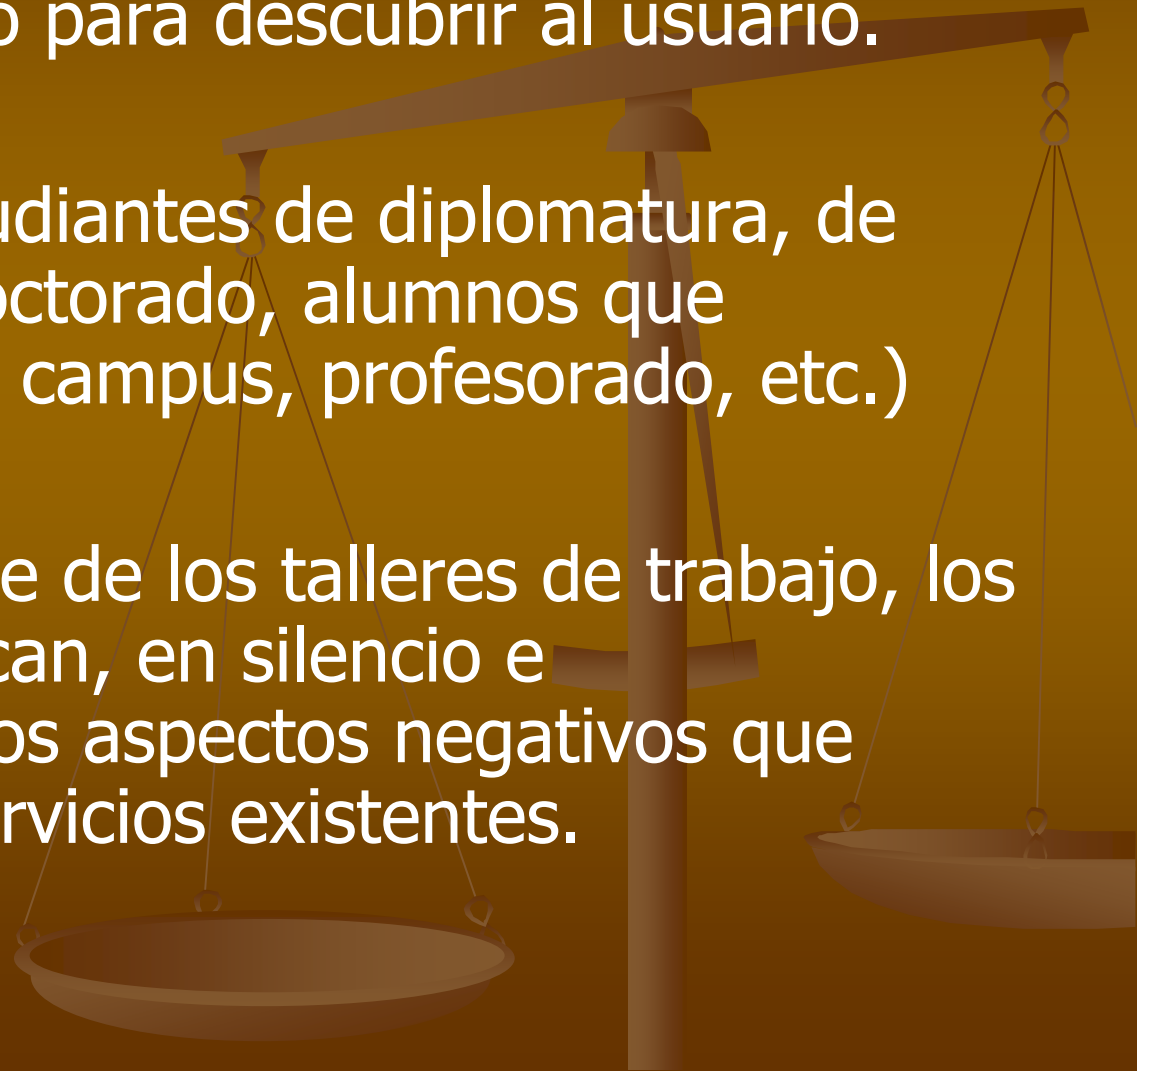 o para descubrir al usuario.
udiantes de diplomatura, de
octorado, alumnos que
campus, profesorado, etc.)
e de los talleres de trabajo, los
can, en silencio e
os aspectos negativos que
rvicios existentes.